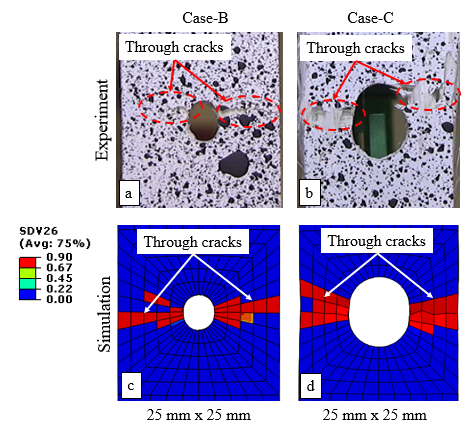 Case-B
Case-C
Through cracks
Through cracks
Experiment
a
b
SDV26
(Avg: 75%)
0.90
0.67
0.45
0.22
0.00
Through cracks
Through cracks
Simulation
c
d
25 mm x 25 mm
25 mm x 25 mm